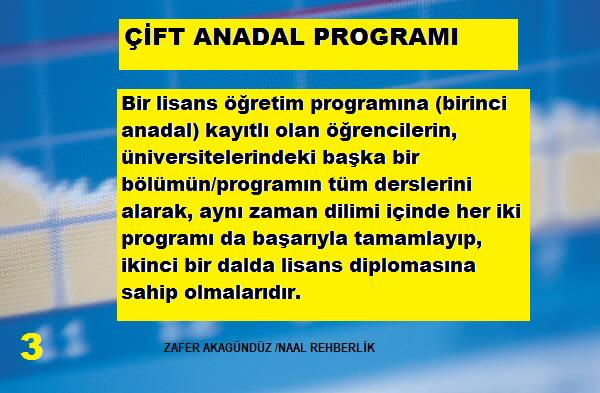 ÇİFT ANADAL PROGRAMI
Bir lisans öğretim programına (birinci
anadal) kayıtlı olan öğrencilerin,
üniversitelerindeki başka bir
bölümün/programın tüm derslerini
alarak, aynı zaman dilimi içinde her iki
programı da başarıyla tamamlayıp,
ikinci bir dalda lisans diplomasına
sahip olmalarıdır.
3
11
18
ZAFER AKAGÜNDÜZ /NAAL REHBERLİK